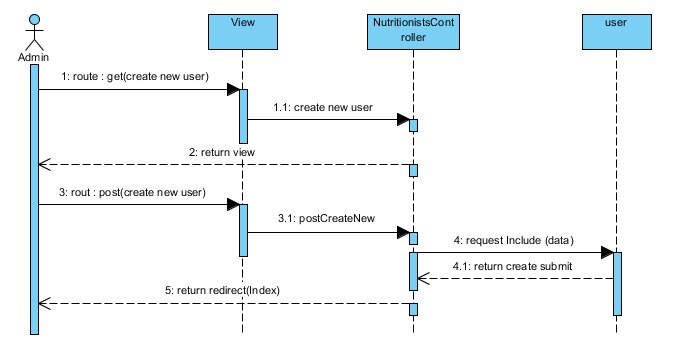 View
NutritionistsCont
roller
user
Admin
1: route : get(create new user)
1.1: create new user
2: return view
3: rout : post(create new user)
3.1: postCreateNew
4: request Include (data)
4.1: return create submit
5: return redirect(Index)